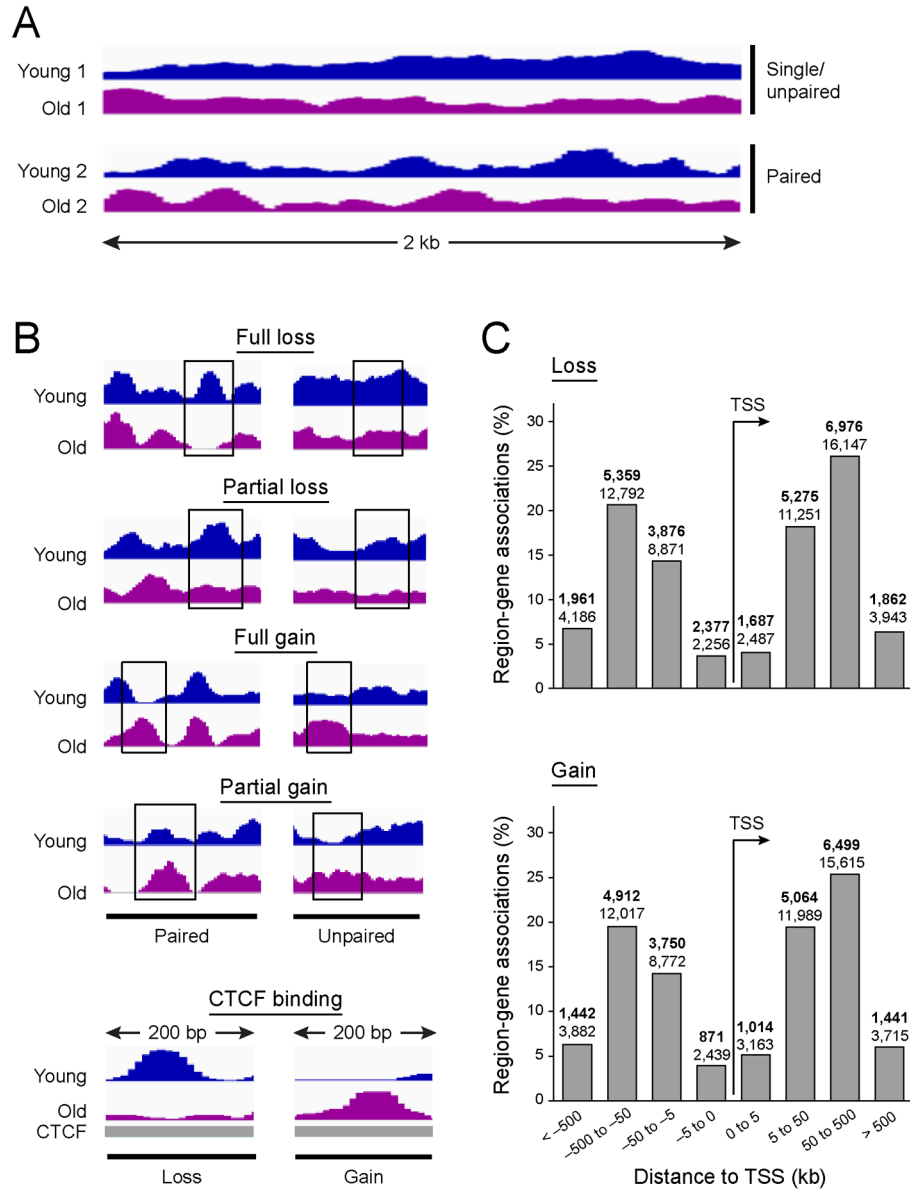 A
Young 1
Old 1
Single/
unpaired
Young 2
Old 2
Paired
2 kb
B
Full loss
Young
Old
Partial loss
Young
Old
Full gain
Young
Old
Partial gain
Young
Old
Paired
Unpaired
CTCF binding
200 bp
200 bp
Young
Old
CTCF
Loss
Gain
C
Loss
Region-gene associations (%)
30
25
20
15
10
5
0
TSS
1,961
4,186
5,359
12,792
3,876
8,871
2,377
2,256
1,687
2,487
5,275
11,251
6,976
16,147
1,862
3,943
Gain
Region-gene associations (%)
30
25
20
15
10
5
0
TSS
1,442
3,882
4,912
12,017
3,750
8,772
871
2,439
1,014
3,163
5,064
11,989
6,499
15,615
1,441
3,715
< –500
–500 to –50
–50 to –5
–5 to 0
0 to 5
5 to 50
50 to 500
> 500
Distance to TSS (kb)